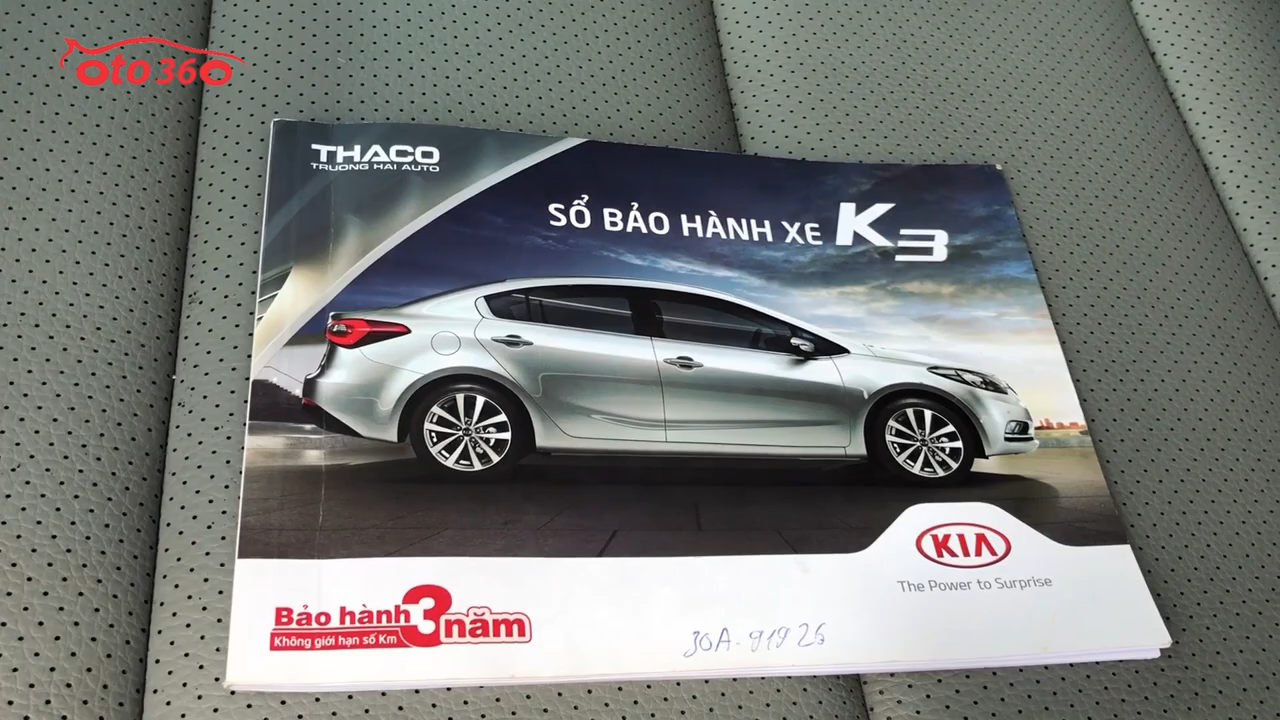 oto360
THACO
TRUONG HAI AUTO
SỔ BẢO HÀNH XE K3
KIA
The Power to Surprise
Bảo hành 3 năm
Không giới hạn số Km
30A-91926